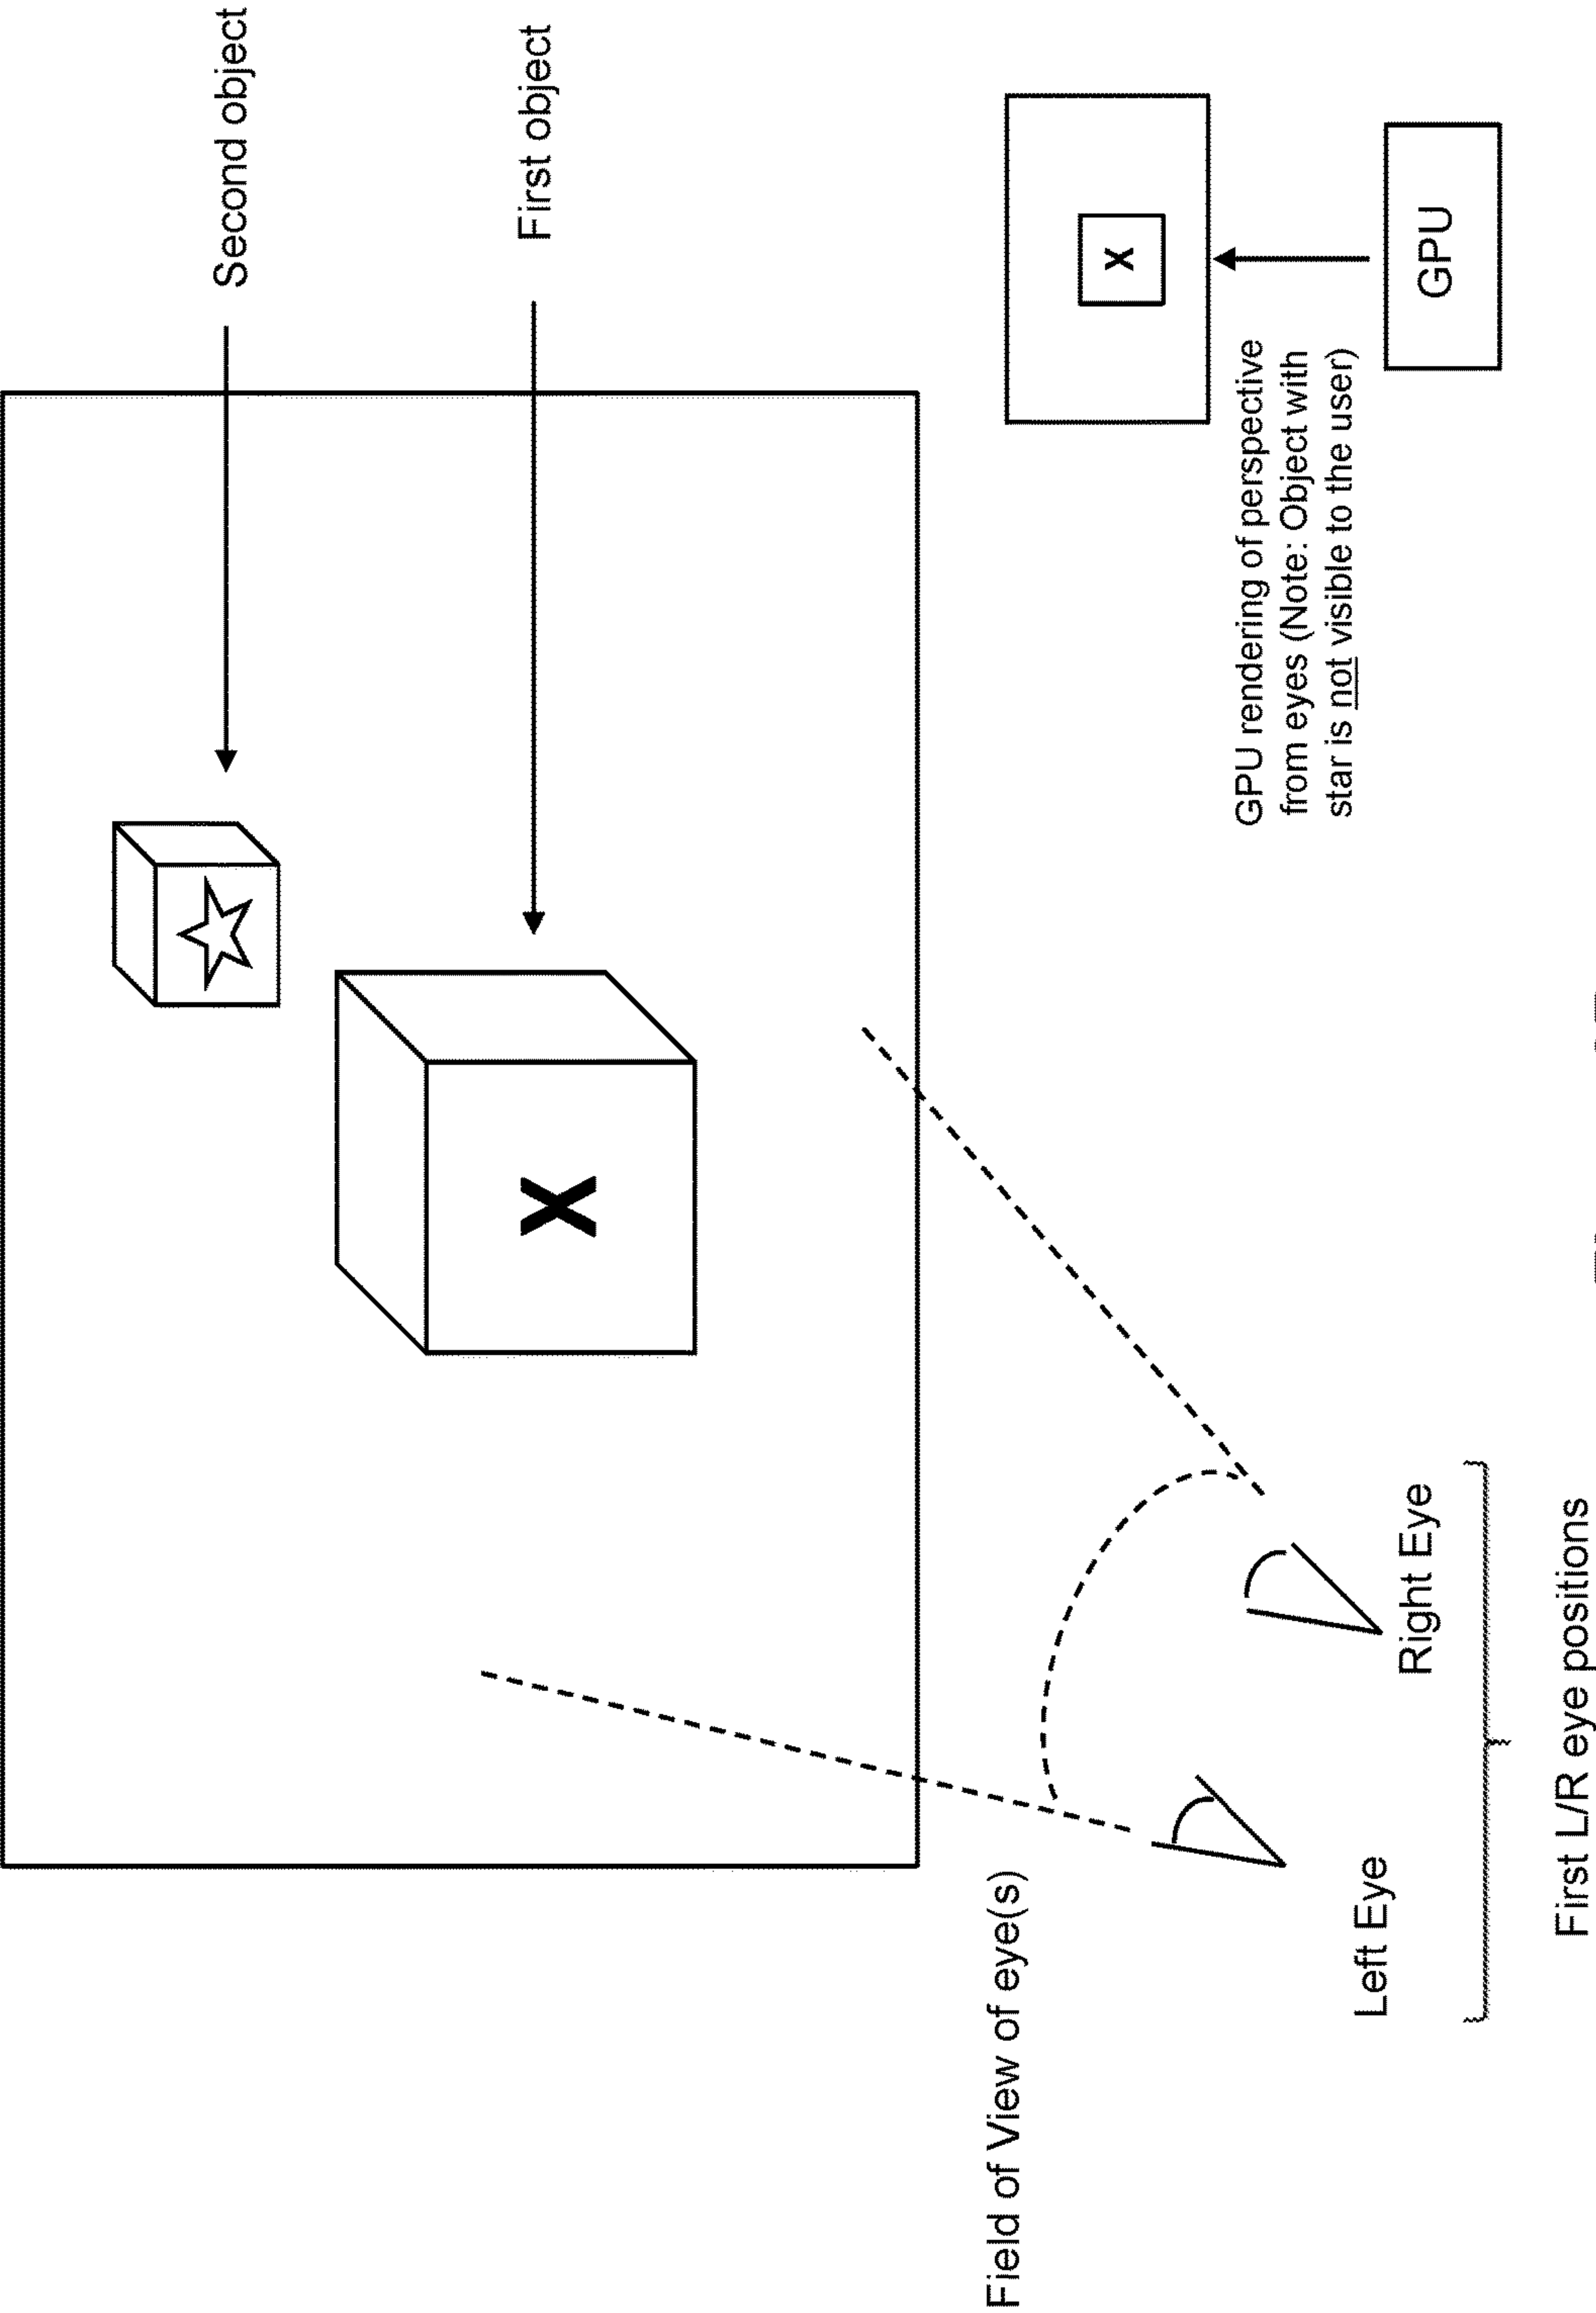 Second object
First object
X
X
GPU rendering of perspective
from eyes (Note: Object with
star is not visible to the user)
GPU
Field of View of eye(s)
Left Eye
Right Eye
First L/R eye positions